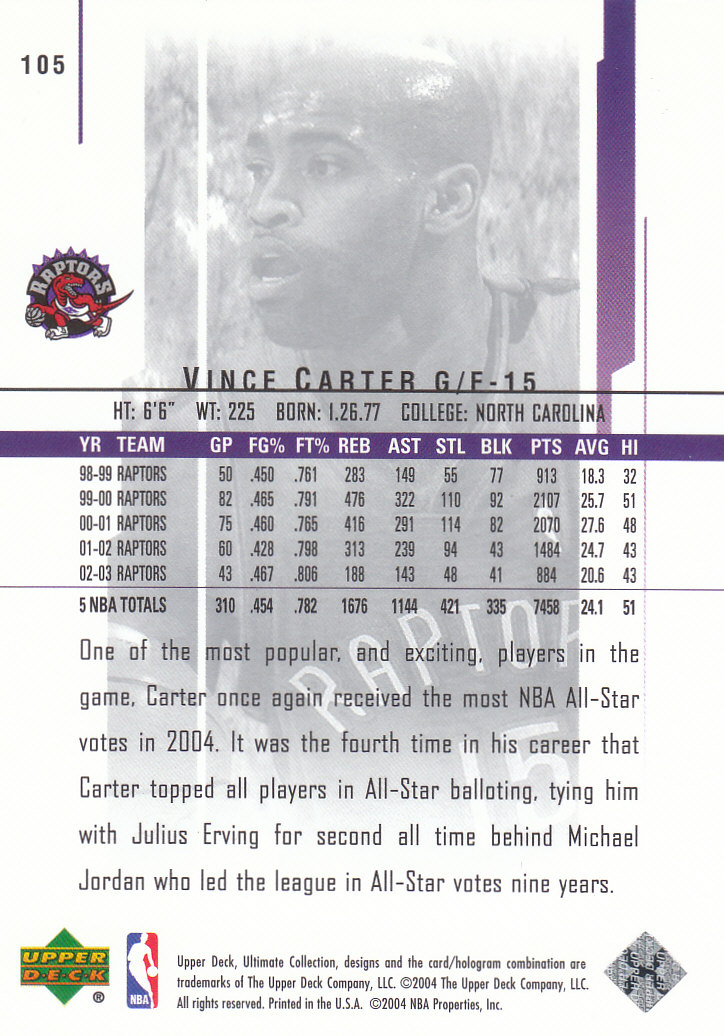 105
RAPTORS
VINCE CARTER G/F-15
HT: 6'6" WT: 225 BORN: 1.26.77 COLLEGE: NORTH CAROLINA
YR TEAM GP FG% FT% REB AST STL BLK PTS AVG HI
98-99 RAPTORS 50 .450 .761 283 149 55 77 913 18.3 32
99-00 RAPTORS 82 .465 .791 476 322 110 92 2107 25.7 51
00-01 RAPTORS 75 .460 .765 416 291 114 82 2070 27.6 48
01-02 RAPTORS 60 .428 .798 313 239 94 43 1484 24.7 43
02-03 RAPTORS 43 .467 .806 188 143 48 41 884 20.6 43
5 NBA TOTALS 310 .454 .782 1676 1144 421 335 7458 24.1 51
RAPTOR
15
One of the most popular, and exciting, players in the
game, Carter once again received the most NBA All-Star
votes in 2004. It was the fourth time in his career that
Carter topped all players in All-Star balloting, tying him
with Julius Erving for second all time behind Michael
Jordan who led the league in All-Star votes nine years.
UPPER
D·E·C·K
®
NBA
Upper Deck, Ultimate Collection, designs and the card/hologram combination are
trademarks of The Upper Deck Company, LLC. ©2004 The Upper Deck Company, LLC.
All rights reserved. Printed in the U.S.A. ©2004 NBA Properties, Inc.